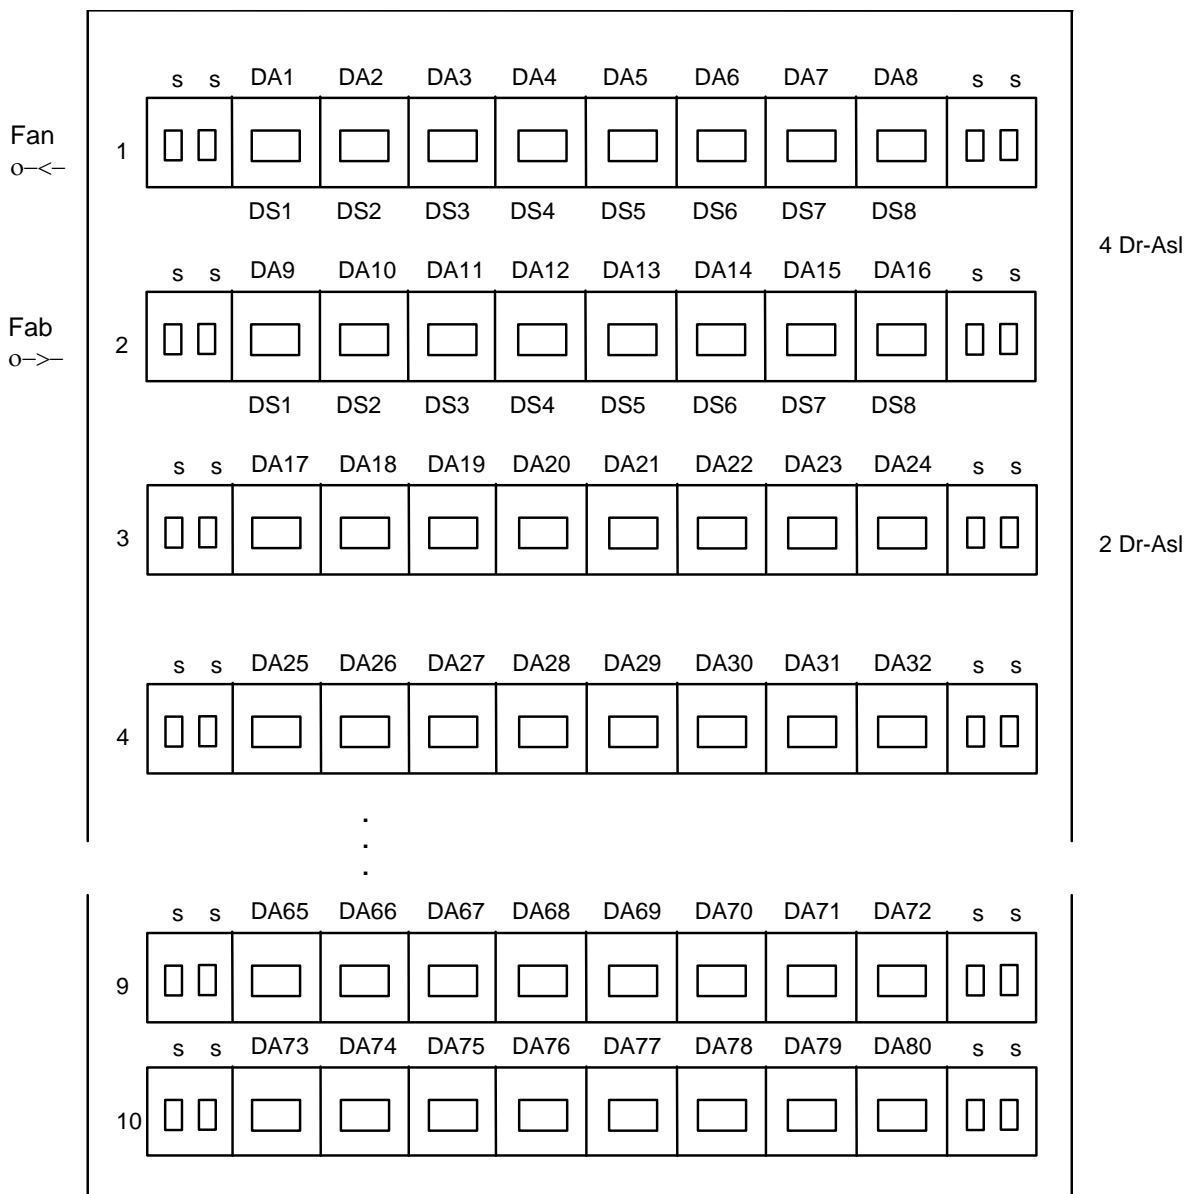 s s DA1 DA2 DA3 DA4 DA5 DA6 DA7 DA8 s s
Fan
o–<–
1
DS1 DS2 DS3 DS4 DS5 DS6 DS7 DS8
4 Dr-Asl
s s DA9 DA10 DA11 DA12 DA13 DA14 DA15 DA16 s s
Fab
o–>–
2
DS1 DS2 DS3 DS4 DS5 DS6 DS7 DS8
s s DA17 DA18 DA19 DA20 DA21 DA22 DA23 DA24 s s
3
2 Dr-Asl
s s DA25 DA26 DA27 DA28 DA29 DA30 DA31 DA32 s s
4
.
.
.
s s DA65 DA66 DA67 DA68 DA69 DA70 DA71 DA72 s s
9
s s DA73 DA74 DA75 DA76 DA77 DA78 DA79 DA80 s s
10